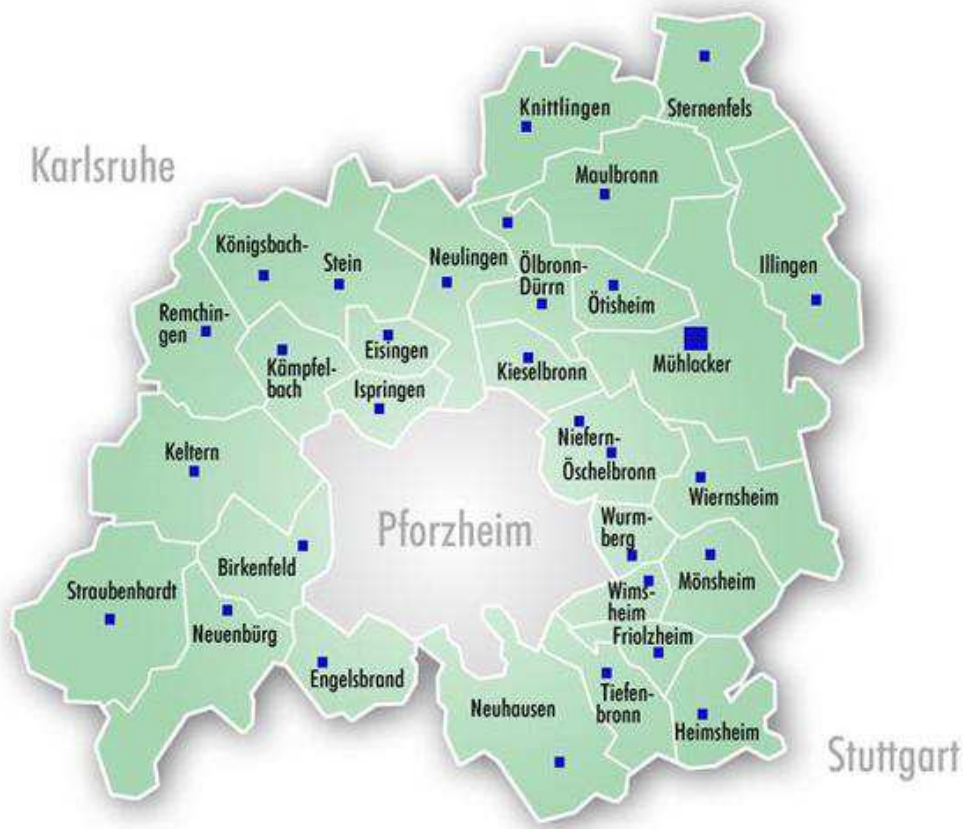 Knittlingen
Sternenfels
Karlsruhe
Maulbronn
Königsbach-
Stein
Neulingen
Ölbronn-
Dürrn
Illingen
Ötisheim
Remchin-
gen
Eisingen
Kämpfel-
bach
Kieselbronn
Mühlacker
Ispringen
Niefern-
Öschelbronn
Keltern
Wiernsheim
Pforzheim
Wurm-
berg
Birkenfeld
Mönsheim
Straubenhardt
Wims-
heim
Neuenbürg
Friolzheim
Engelsbrand
Neuhausen
Tiefen-
bronn
Heimsheim
Stuttgart